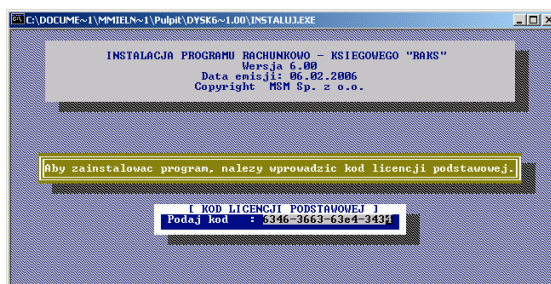 C:\DOCUME~1\MMIELN~1\Pulpit\DYSK6~1.00\INSTALUJ.EXE
INSTALACJA PROGRAMU RACHUNKOWO - KSIEGOWEGO "RAKS"
Wersja 6.00
Data emisji: 06.02.2006
Copyright MSM Sp. z o.o.
Aby zainstalowac program, nalezy wprowadzic kod licencji podstawowej.
[ KOD LICENCJI PODSTAWOWEJ ]
Podaj kod : 6346-3663-63e4-3434